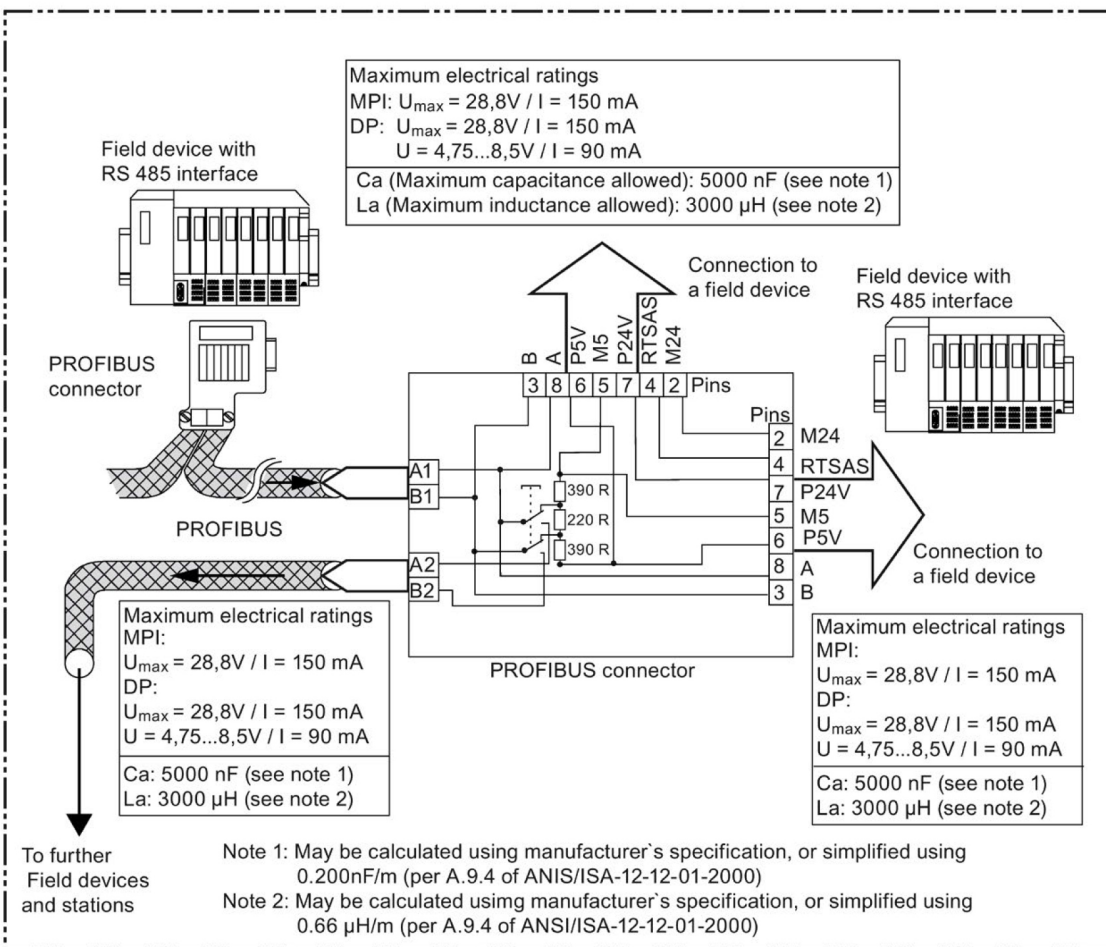 Maximum electrical ratings
MPI: Umax = 28,8V / I = 150 mA
DP: Umax = 28,8V / I = 150 mA
U = 4,75...8,5V / I = 90 mA
Ca (Maximum capacitance allowed): 5000 nF (see note 1)
La (Maximum inductance allowed): 3000 µH (see note 2)
Field device with
RS 485 interface
Connection to
a field device
Field device with
RS 485 interface
PROFIBUS
connector
B
A
P5V
M5
P24V
RTSAS
M24
3 8 6 5 7 4 2 Pins
Pins
2 M24
4 RTSAS
7 P24V
5 M5
6 P5V
8 A
3 B
A1
B1
390 R
220 R
390 R
A2
B2
PROFIBUS
Connection to
a field device
PROFIBUS connector
Maximum electrical ratings
MPI:
Umax = 28,8V / I = 150 mA
DP:
Umax = 28,8V / I = 150 mA
U = 4,75...8,5V / I = 90 mA
Ca: 5000 nF (see note 1)
La: 3000 µH (see note 2)
Maximum electrical ratings
MPI:
Umax = 28,8V / I = 150 mA
DP:
Umax = 28,8V / I = 150 mA
U = 4,75...8,5V / I = 90 mA
Ca: 5000 nF (see note 1)
La: 3000 µH (see note 2)
To further
Field devices
and stations
Note 1: May be calculated using manufacturer`s specification, or simplified using
0.200nF/m (per A.9.4 of ANIS/ISA-12-12-01-2000)
Note 2: May be calculated usimg manufacturer`s specification, or simplified using
0.66 µH/m (per A.9.4 of ANSI/ISA-12-12-01-2000)